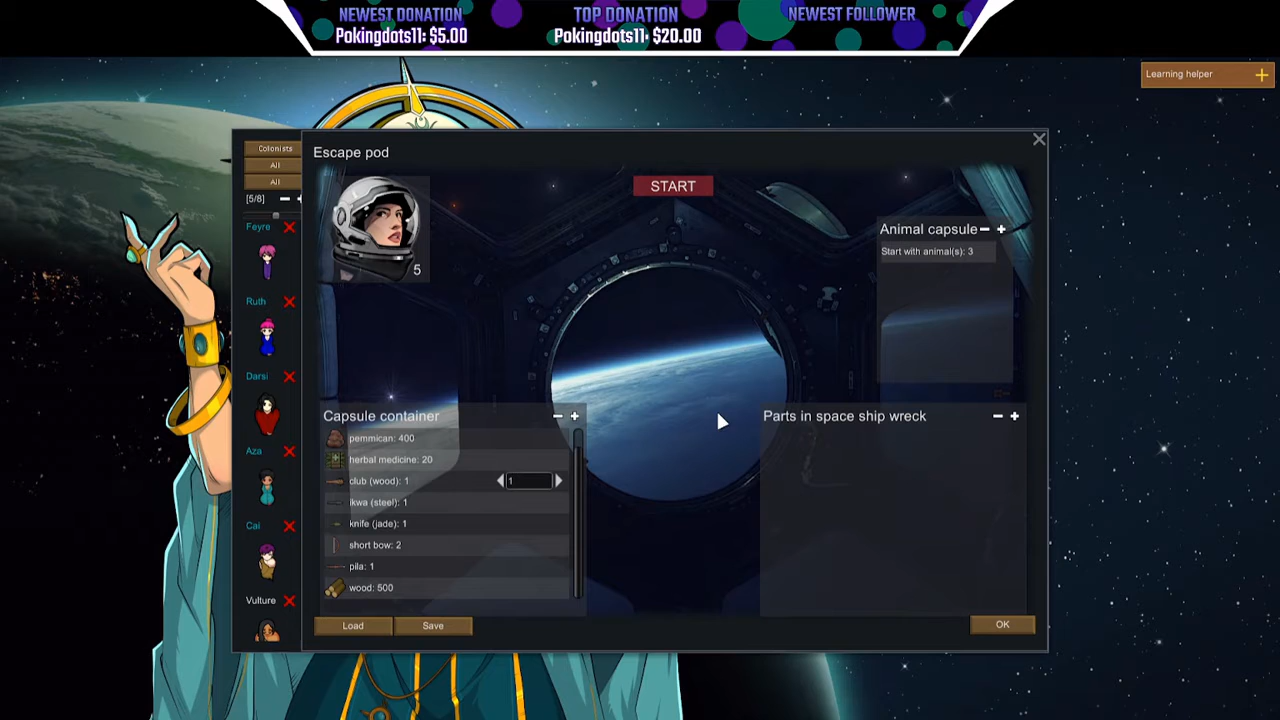 NEWEST DONATION
Pokingdots11: $5.00
TOP DONATION
Pokingdots11: $20.00
NEWEST FOLLOWER
Learning helper
Colonists
All
All
[5/8]
Feyre
Ruth
Darsi
Aza
Cai
Vulture
Escape pod
START
5
Animal capsule
Start with animal(s): 3
Capsule container
pemmican: 400
herbal medicine: 20
club (wood): 1
1
ikwa (steel): 1
knife (jade): 1
short bow: 2
pila: 1
wood: 500
Parts in space ship wreck
Load
Save
OK